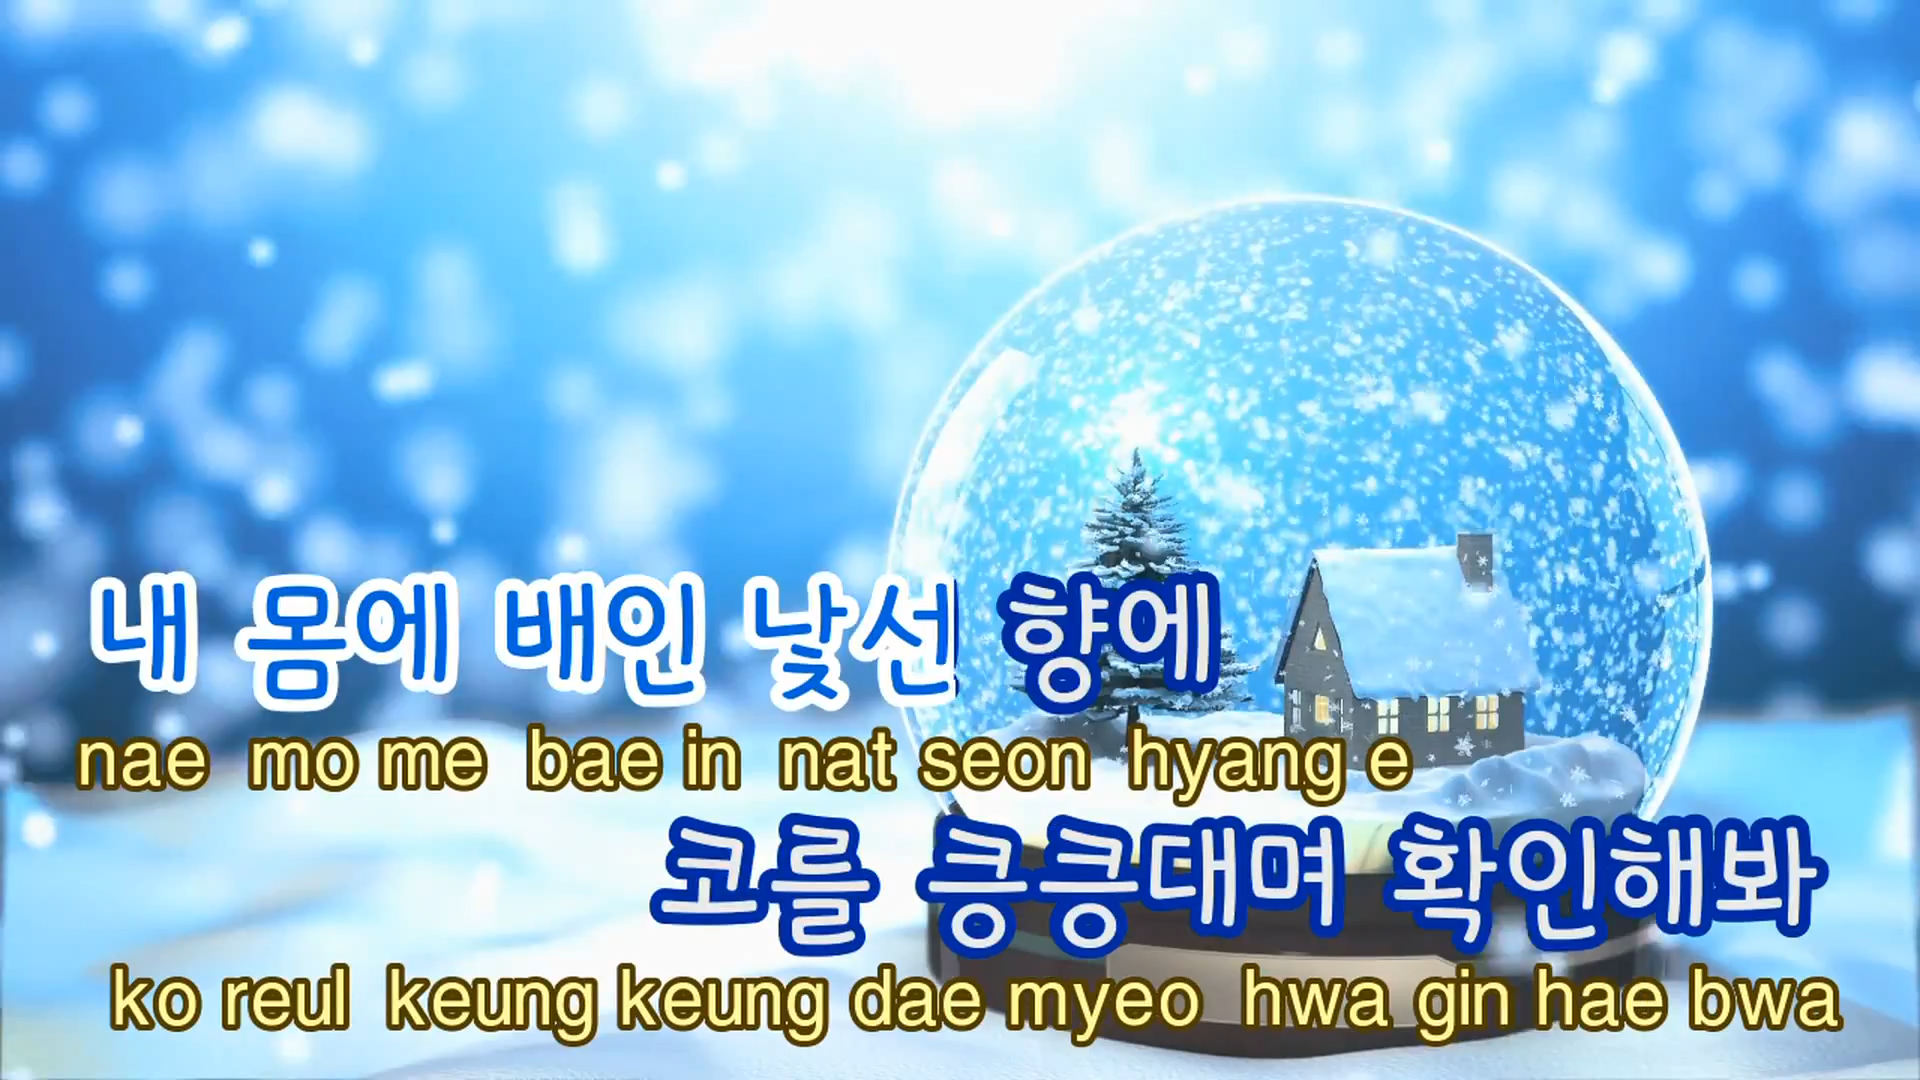 내 몸에 배인 낯선 향에
nae mo me bae in nat seon hyang e
코를 킁킁대며 확인해봐
ko reul keung keung dae myeo hwa gin hae bwa